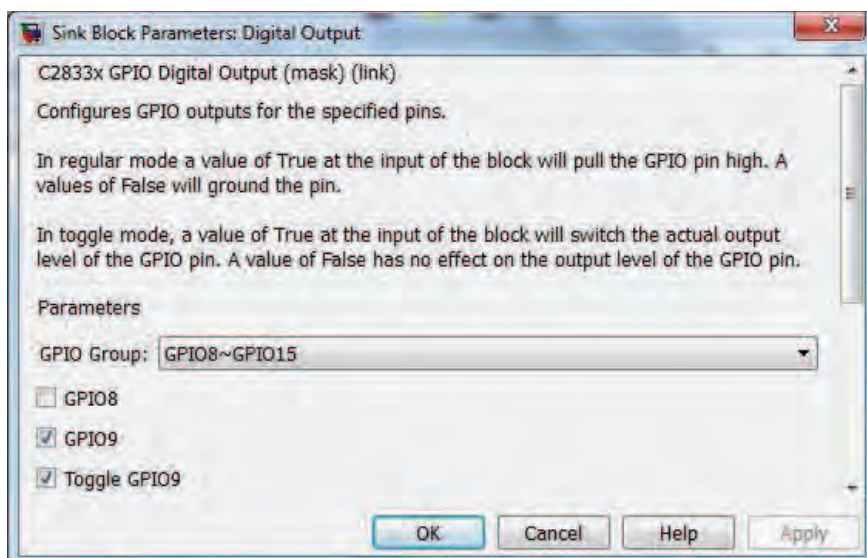 Sink Block Parameters: Digital Output
C2833x GPIO Digital Output (mask) (link)
Configures GPIO outputs for the specified pins.
In regular mode a value of True at the input of the block will pull the GPIO pin high. A
values of False will ground the pin.
In toggle mode, a value of True at the input of the block will switch the actual output
level of the GPIO pin. A value of False has no effect on the output level of the GPIO pin.
Parameters
GPIO Group: GPIO8~GPIO15
GPIO8
GPIO9
Toggle GPIO9
OK Cancel Help Apply